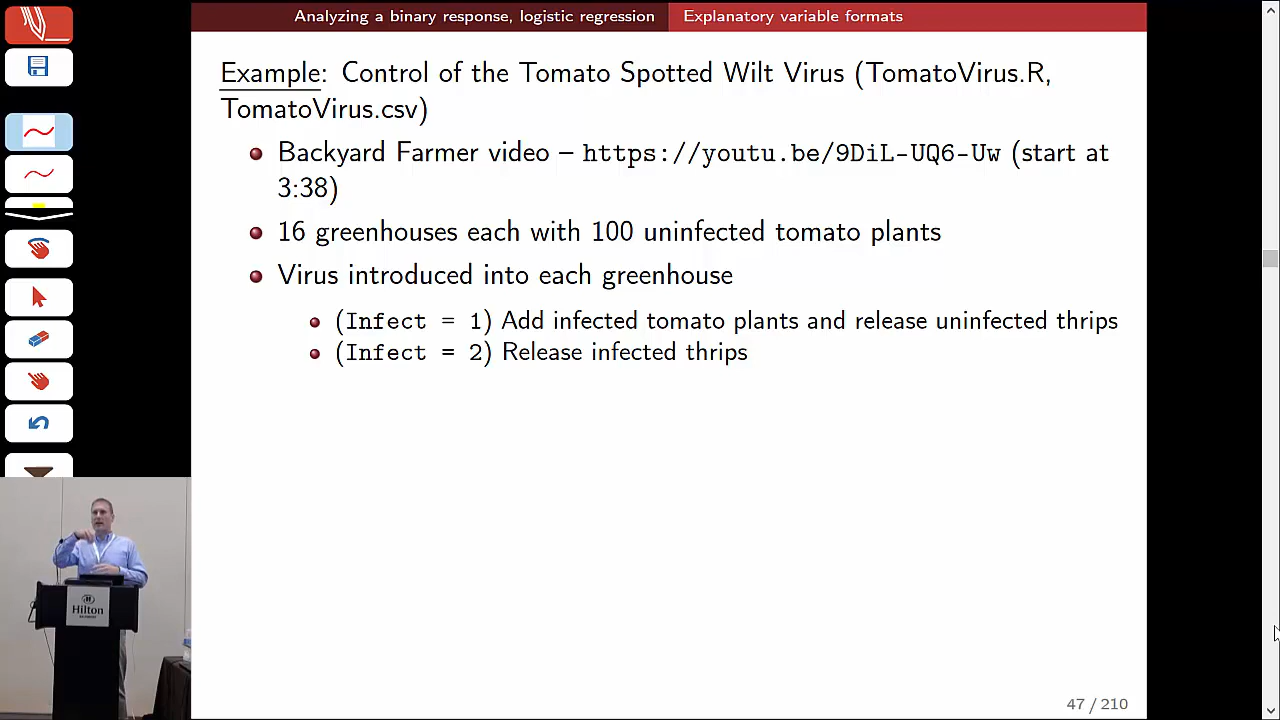 Analyzing a binary response, logistic regression Explanatory variable formats
Example: Control of the Tomato Spotted Wilt Virus (TomatoVirus.R,
TomatoVirus.csv)
Backyard Farmer video – https://youtu.be/9DiL-UQ6-Uw (start at
3:38)
16 greenhouses each with 100 uninfected tomato plants
Virus introduced into each greenhouse
(Infect = 1) Add infected tomato plants and release uninfected thrips
(Infect = 2) Release infected thrips
Hilton
47 / 210